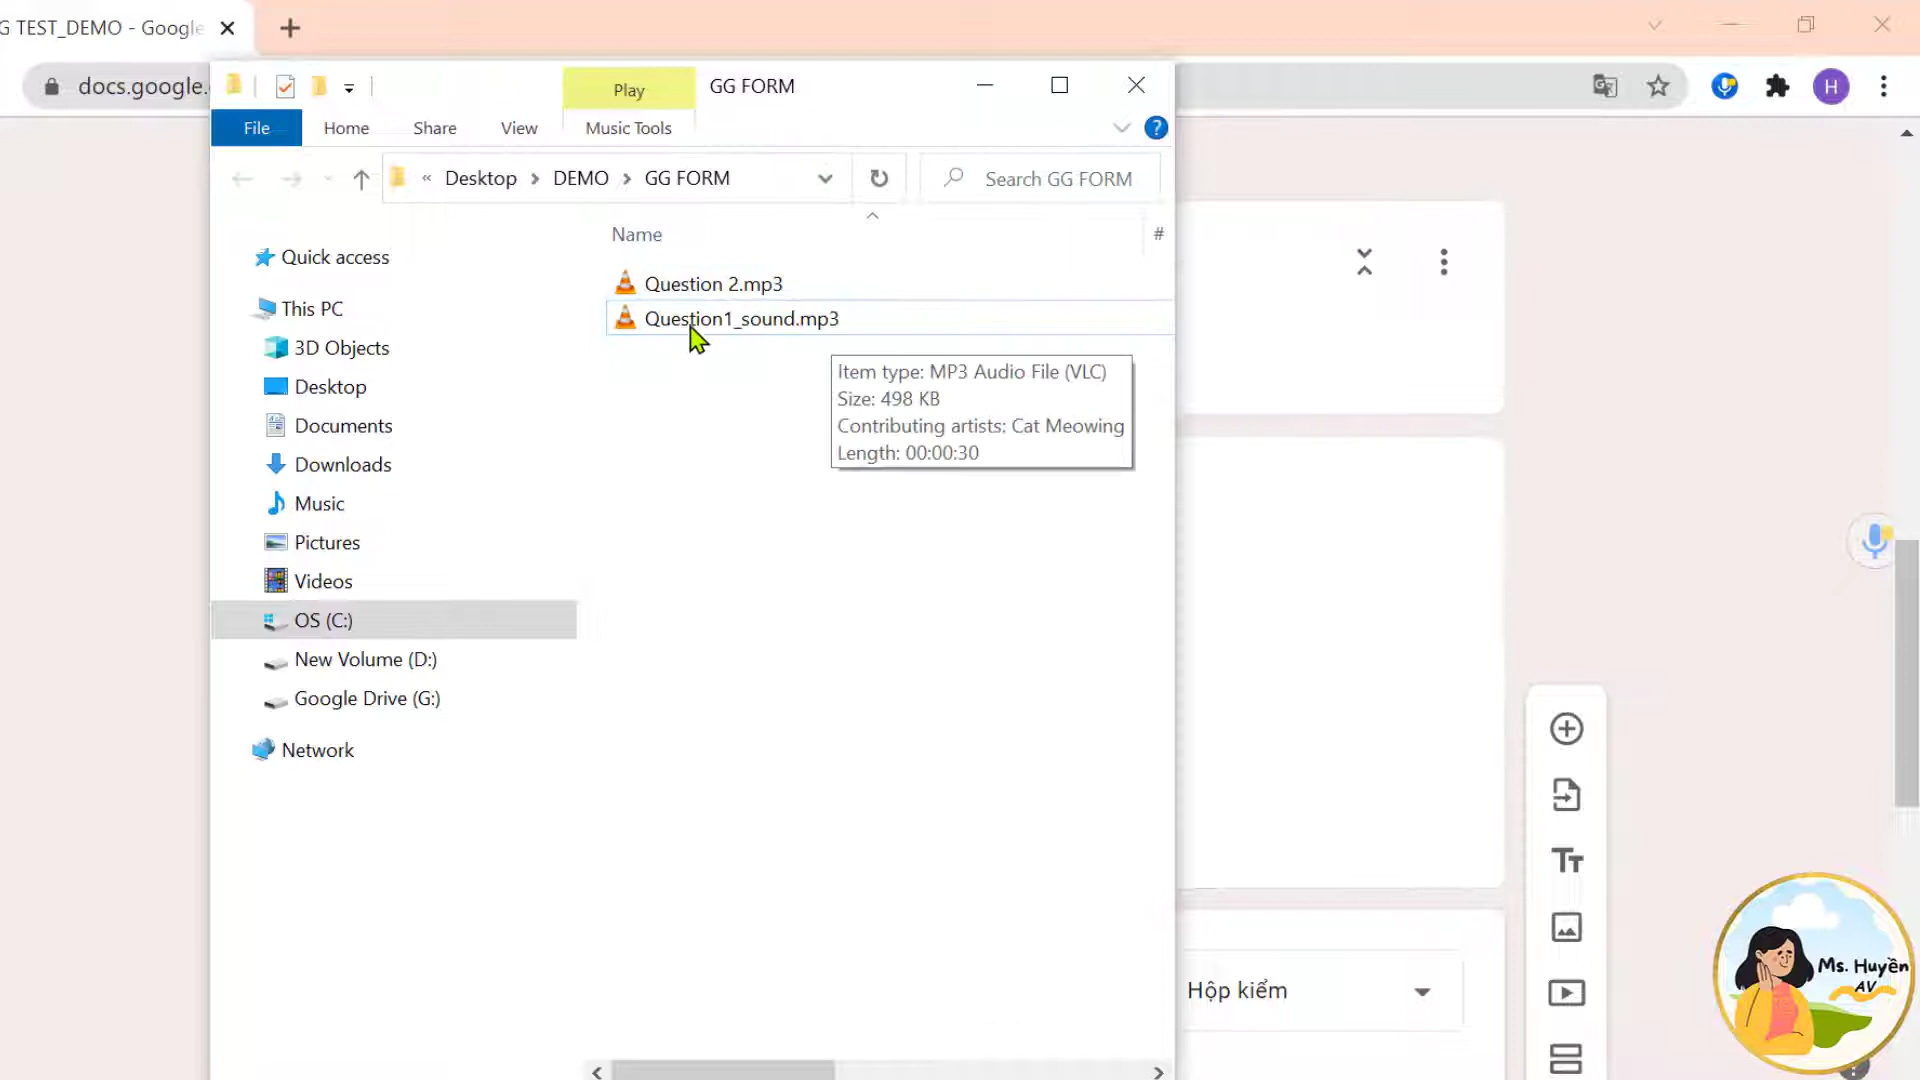 G TEST_DEMO - Google
docs.google.
Play
GG FORM
File
Home
Share
View
Music Tools
?
« Desktop > DEMO > GG FORM
Search GG FORM
Name
#
Quick access
Question 2.mp3
This PC
Question1_sound.mp3
3D Objects
Item type: MP3 Audio File (VLC)
Size: 498 KB
Contributing artists: Cat Meowing
Length: 00:00:30
Desktop
Documents
Downloads
Music
Pictures
Videos
OS (C:)
New Volume (D:)
Google Drive (G:)
Network
H
Tт
Hộp kiểm
Ms. Huyền
AV